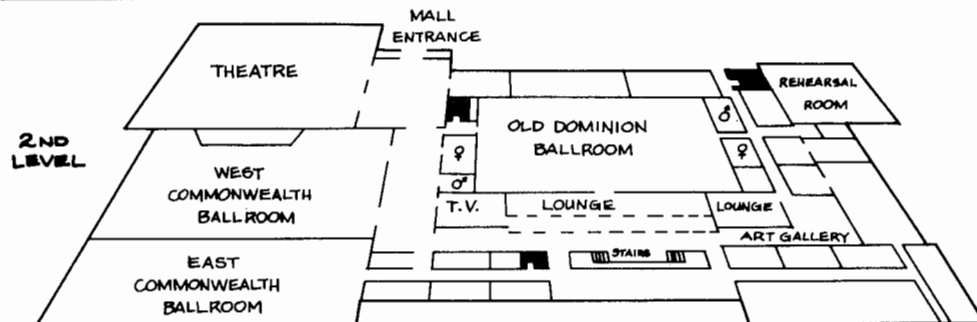 MALL
ENTRANCE
THEATRE
REHEARSAL
ROOM
OLD DOMINION
BALLROOM
2ND
LEVEL
WEST
COMMONWEALTH
BALLROOM
T.V.
LOUNGE
LOUNGE
ART GALLERY
STAIRS
EAST
COMMONWEALTH
BALLROOM